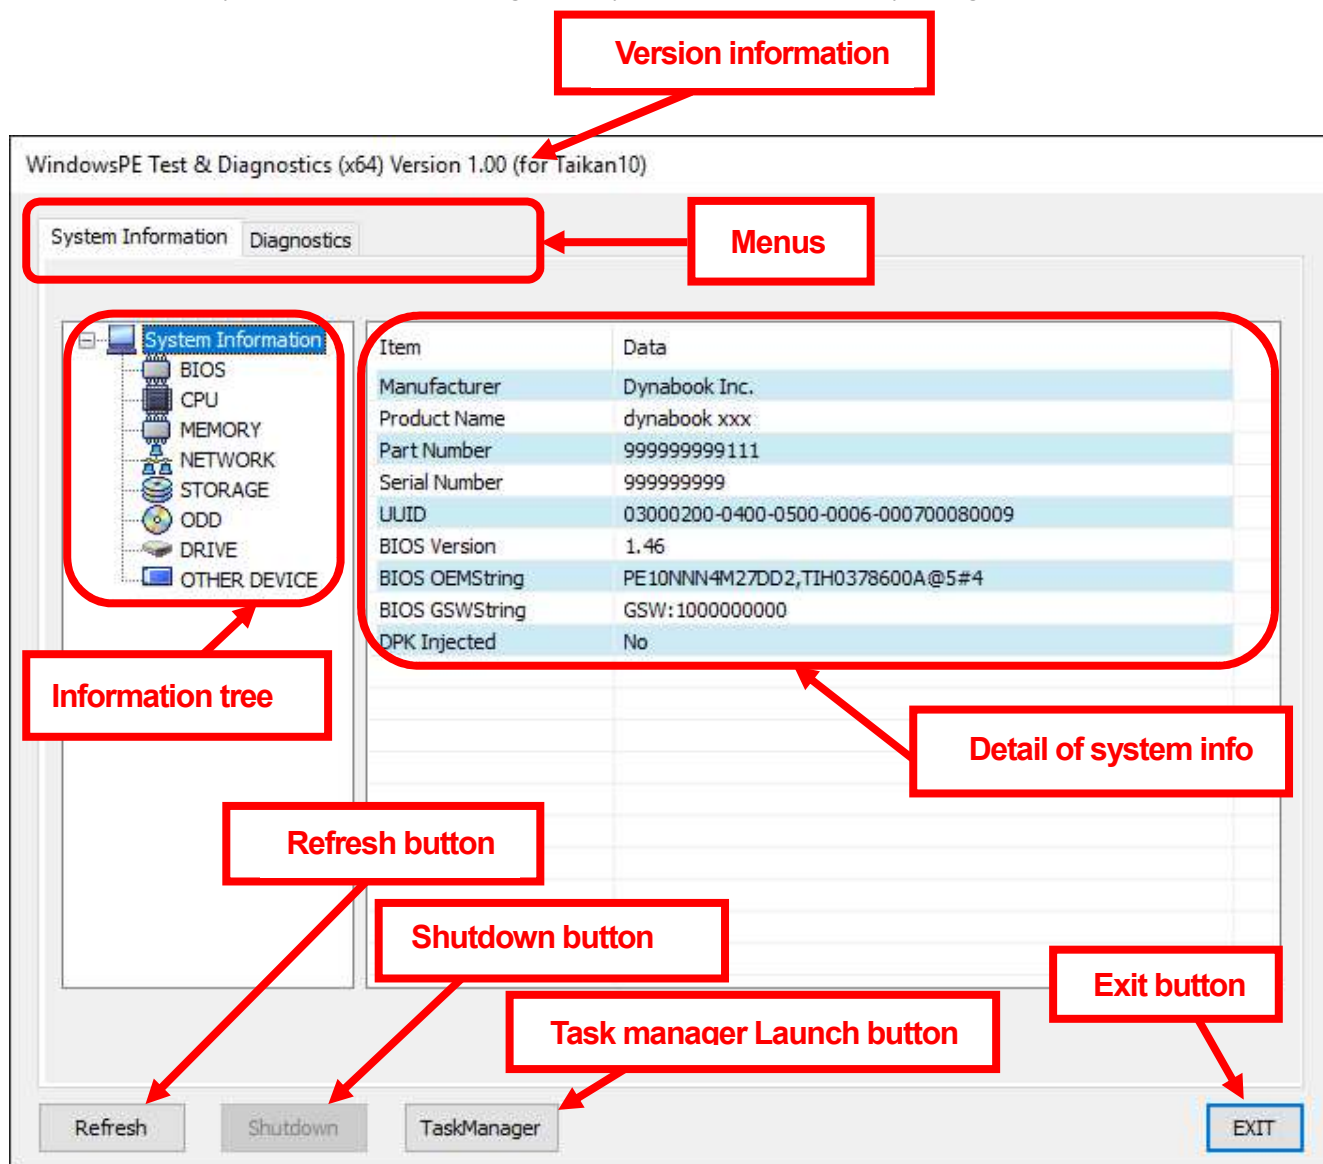 Version information
WindowsPE Test & Diagnostics (x64) Version 1.00 (for Taikan10)
System Information Diagnostics
Menus
System Information
BIOS
CPU
MEMORY
NETWORK
STORAGE
ODD
DRIVE
OTHER DEVICE
Item Data
Manufacturer Dynabook Inc.
Product Name dynabook xxx
Part Number 999999999111
Serial Number 999999999
UUID 03000200-0400-0500-0006-000700080009
BIOS Version 1.46
BIOS OEMString PE10NNN4M27DD2,TIH0378600A@5#4
BIOS GSWString GSW:1000000000
DPK Injected No
Information tree
Detail of system info
Refresh button
Shutdown button
Exit button
Task manager Launch button
Refresh Shutdown TaskManager EXIT